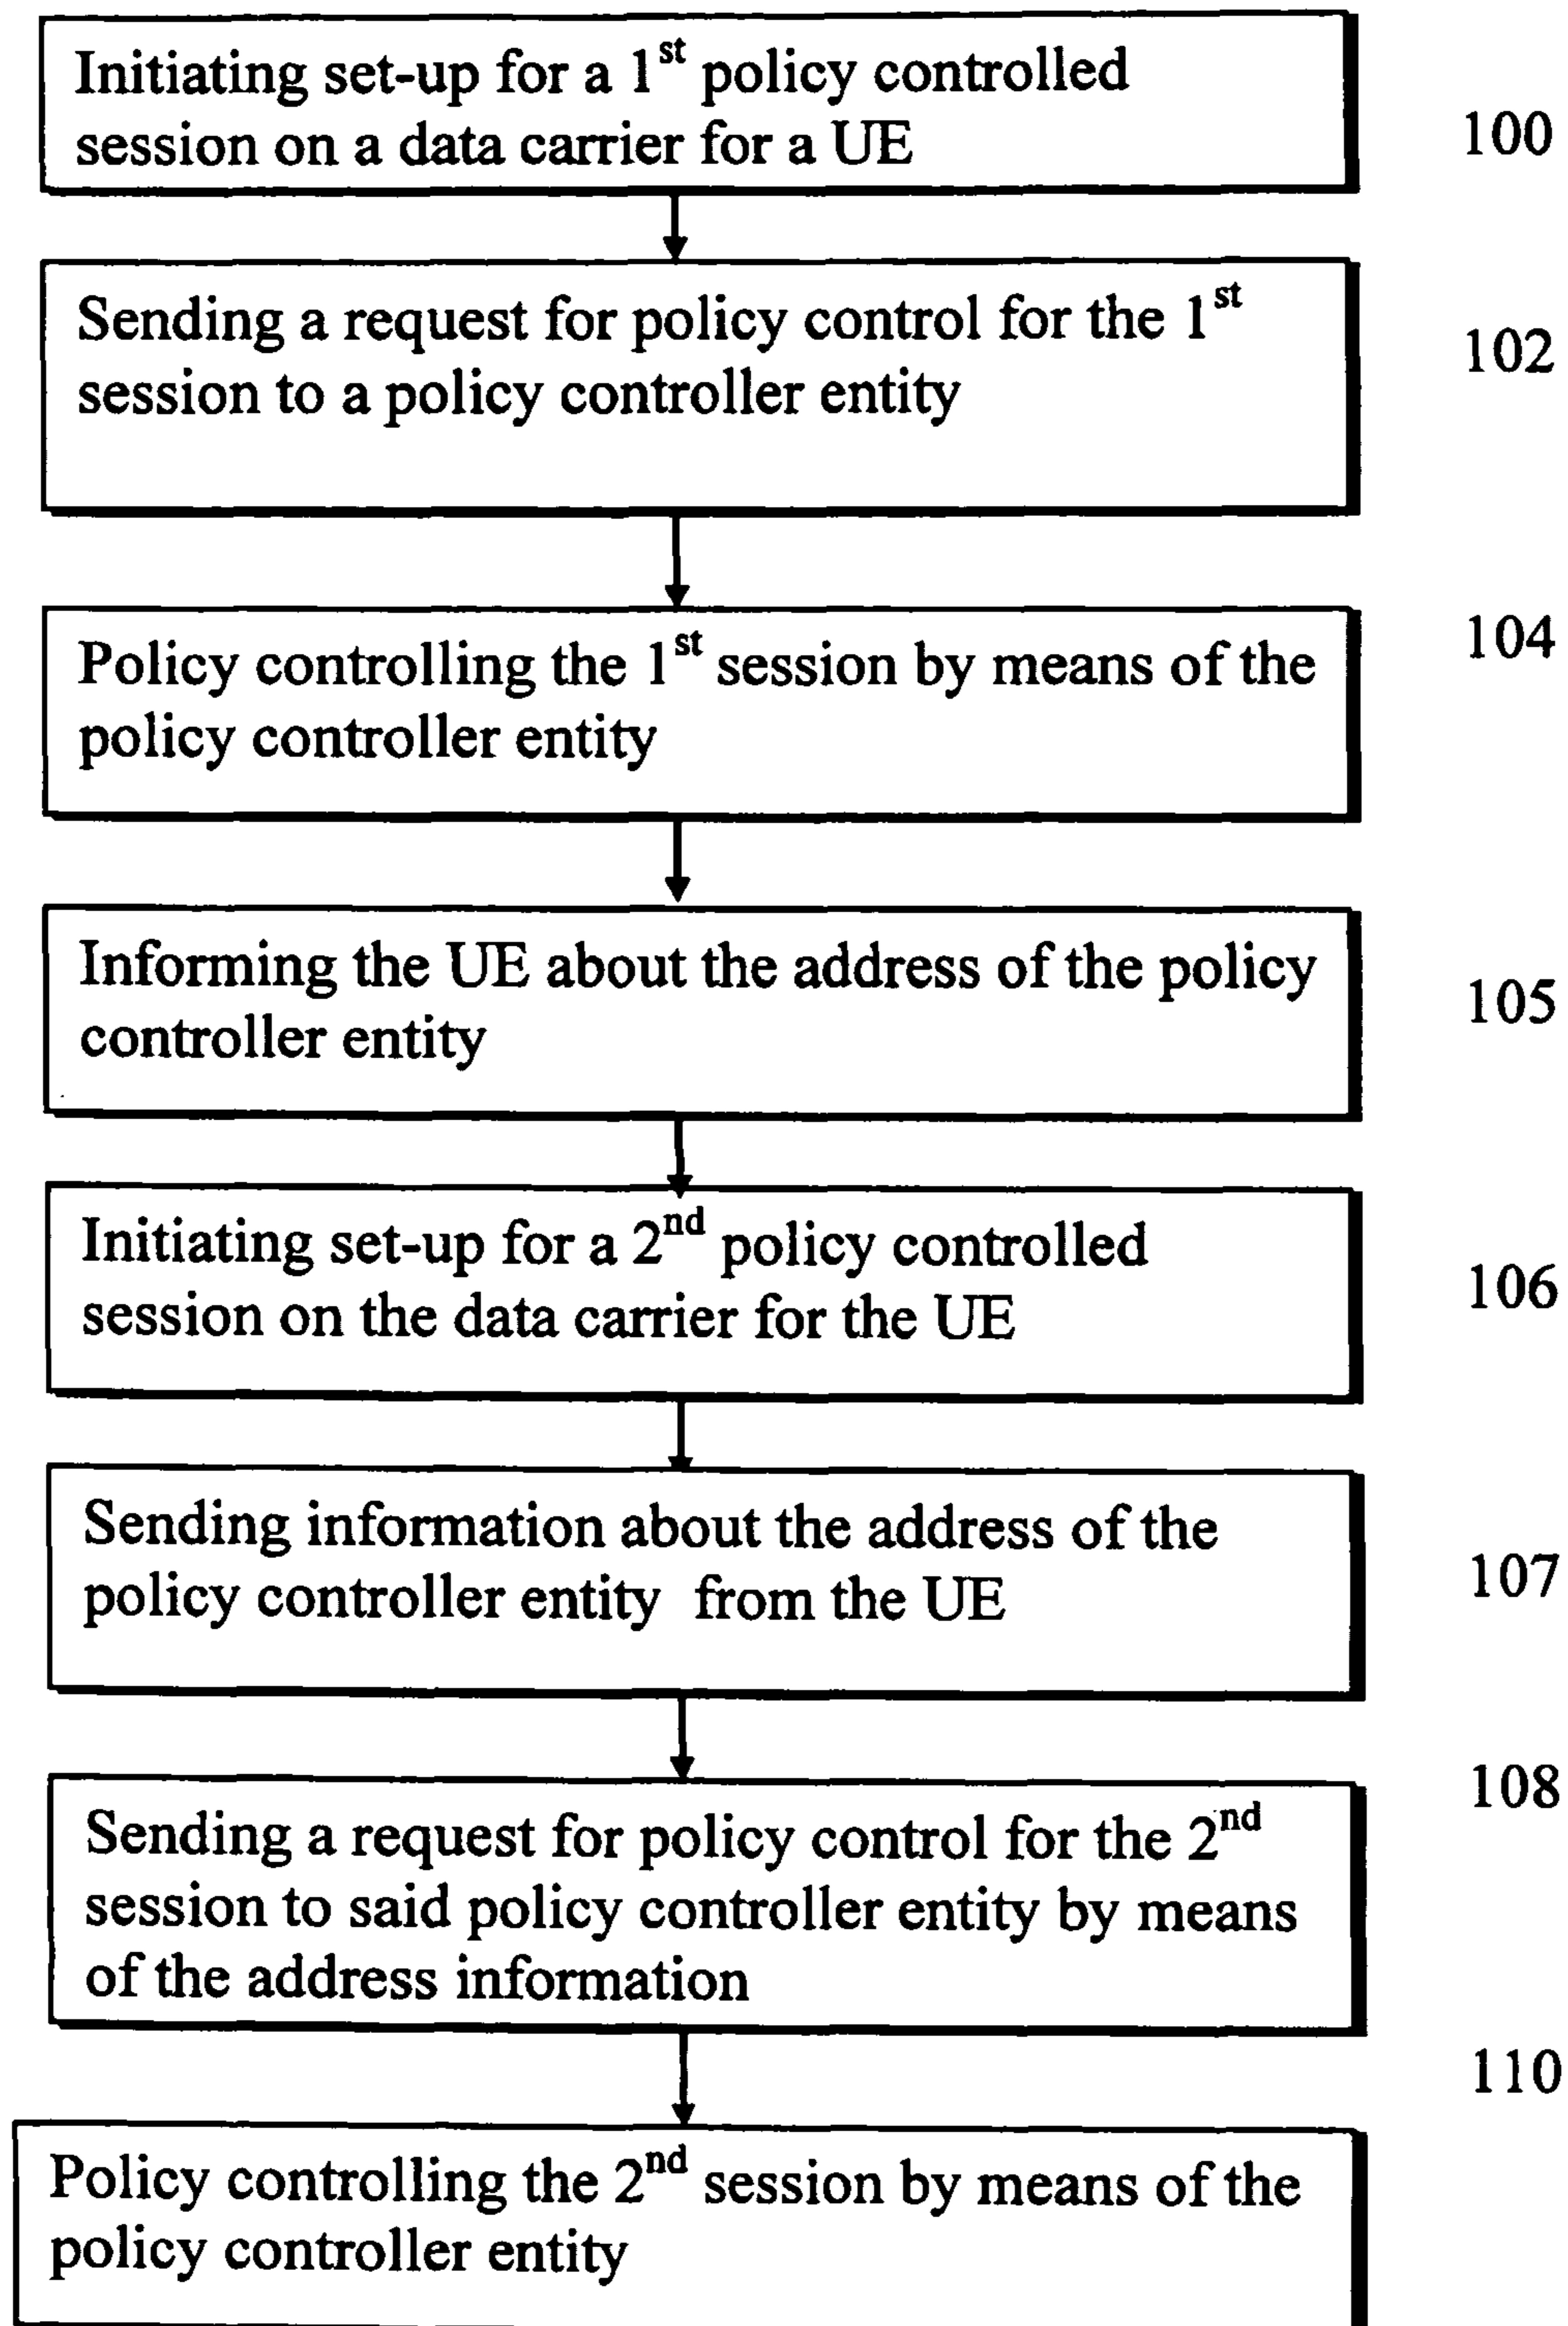 Initiating set-up for a 1st policy controlled
session on a data carrier for a UE
100
Sending a request for policy control for the 1st
session to a policy controller entity
102
Policy controlling the 1st session by means of the
policy controller entity
104
Informing the UE about the address of the policy
controller entity
105
Initiating set-up for a 2nd policy controlled
session on the data carrier for the UE
106
Sending information about the address of the
policy controller entity from the UE
107
Sending a request for policy control for the 2nd
session to said policy controller entity by means
of the address information
108
Policy controlling the 2nd session by means of the
policy controller entity
110